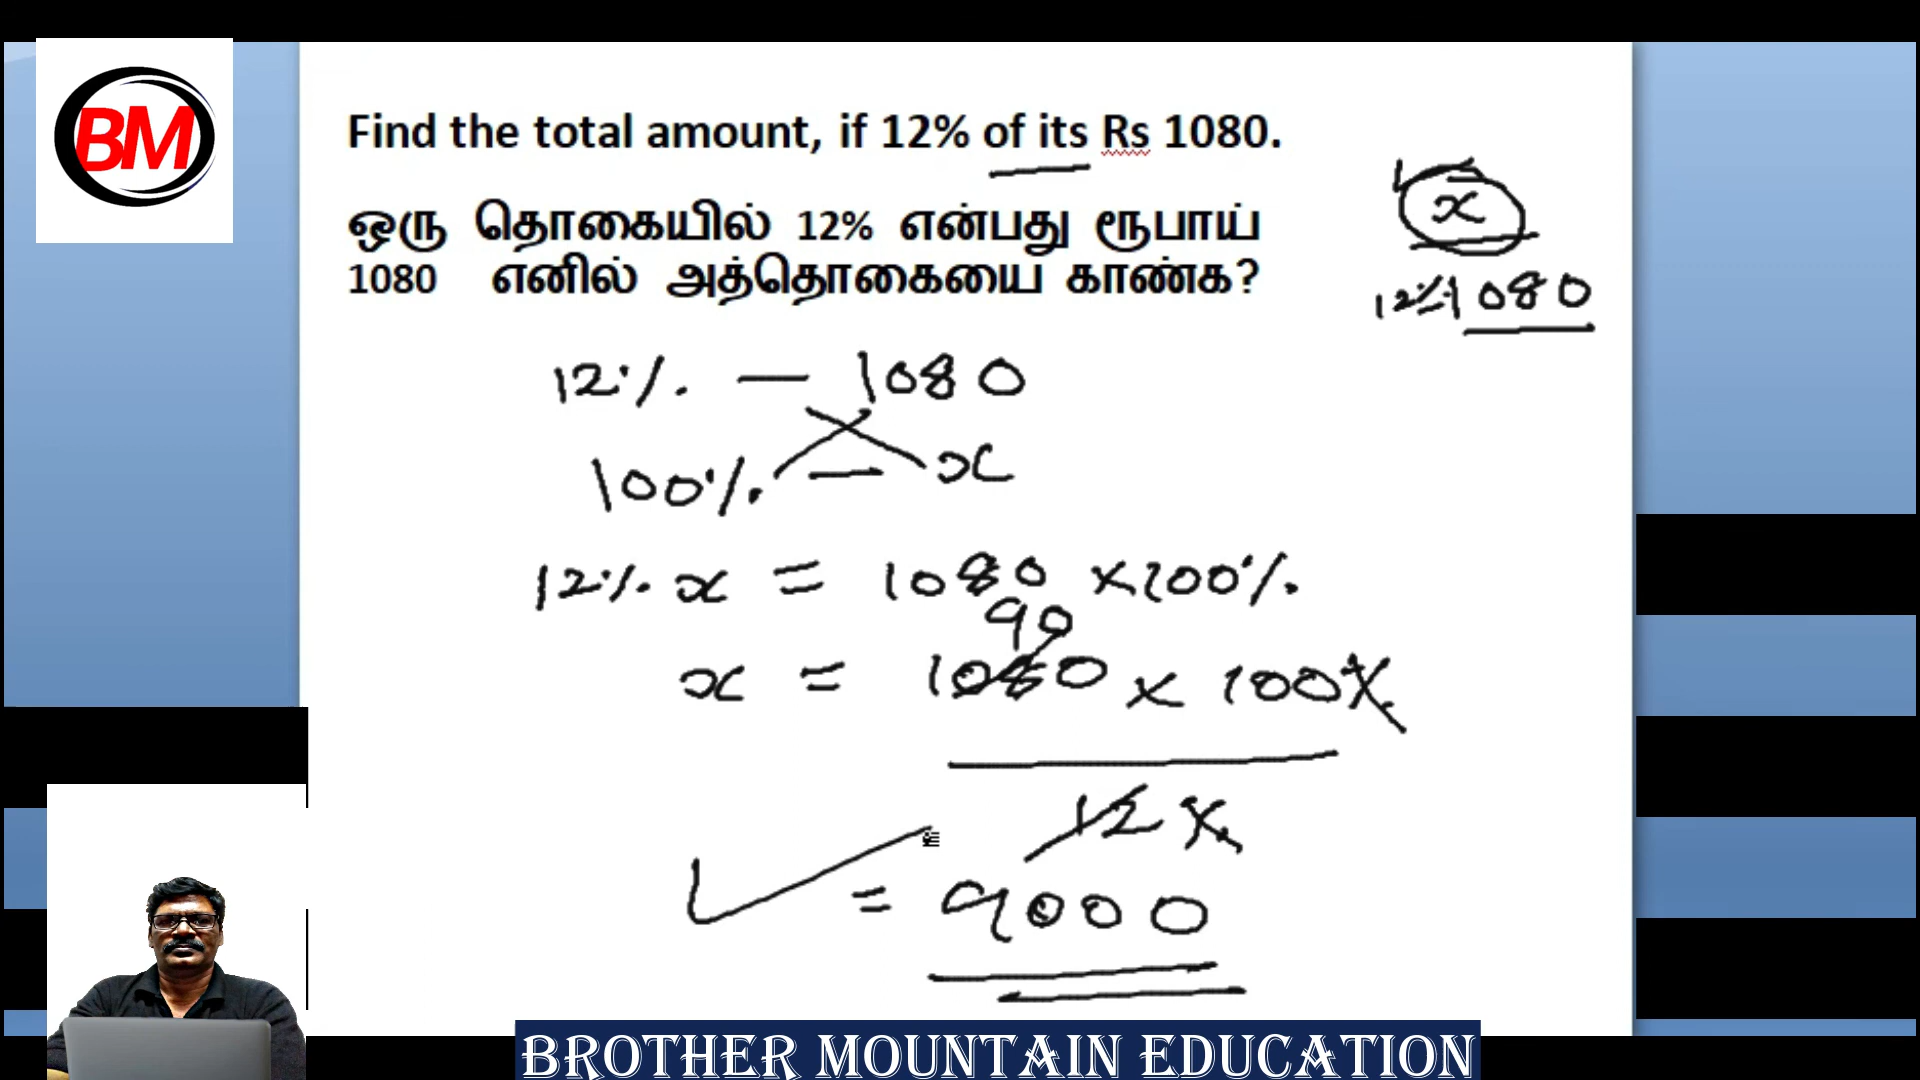 BM
Find the total amount, if 12% of its Rs 1080.
ஒரு தொகையில் 12% என்பது ரூபாய்
1080 எனில் அத்தொகையை காண்க?
x
12% 1080
12% — 1080
100% — x
12% x = 1080 × 100%
90
x = 1080 × 100%
12%
= 9000
BROTHER MOUNTAIN EDUCATION